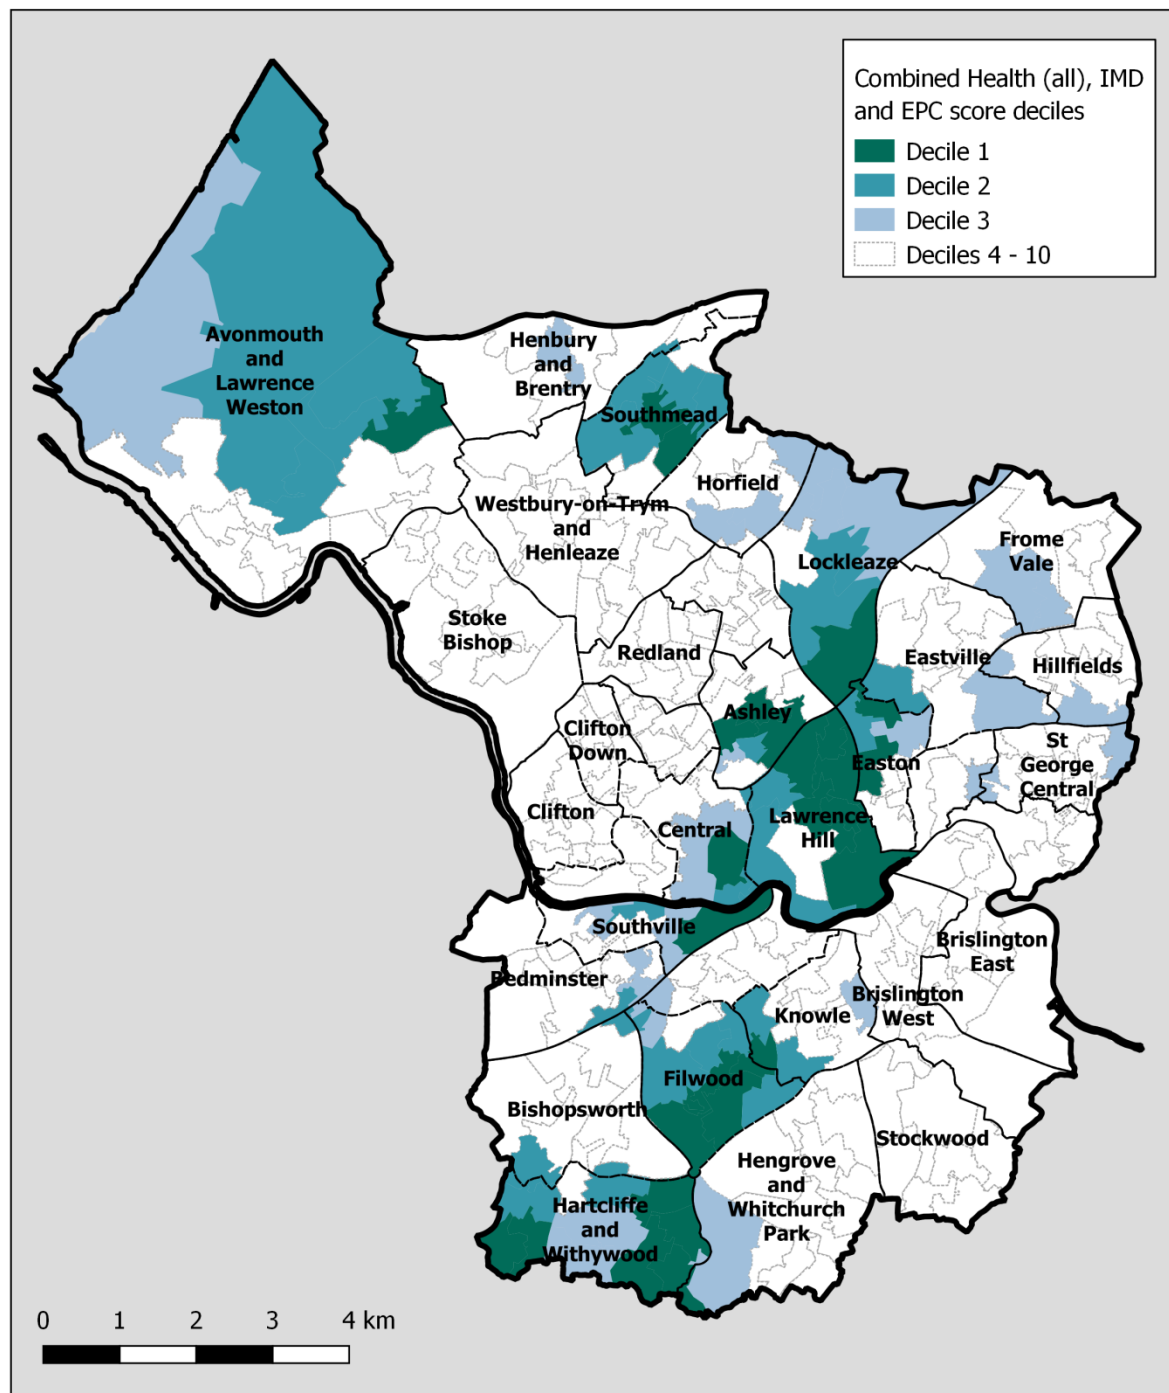 Combined Health (all), IMD
and EPC score deciles
Decile 1
Decile 2
Decile 3
Deciles 4 - 10
Avonmouth
and
Lawrence
Weston
Henbury
and
Brentry
Southmead
Horfield
Westbury-on-Trym
and
Henleaze
Lockleaze
Frome
Vale
Stoke
Bishop
Redland
Eastville
Hillfields
Ashley
Clifton
Down
Easton
St
George
Central
Clifton
Central
Lawrence
Hill
Southville
Bedminster
Brislington
East
Knowle
Brislington
West
Filwood
Bishopsworth
Stockwood
Hengrove
and
Whitchurch
Park
Hartcliffe
and
Withywood
0 1 2 3 4 km